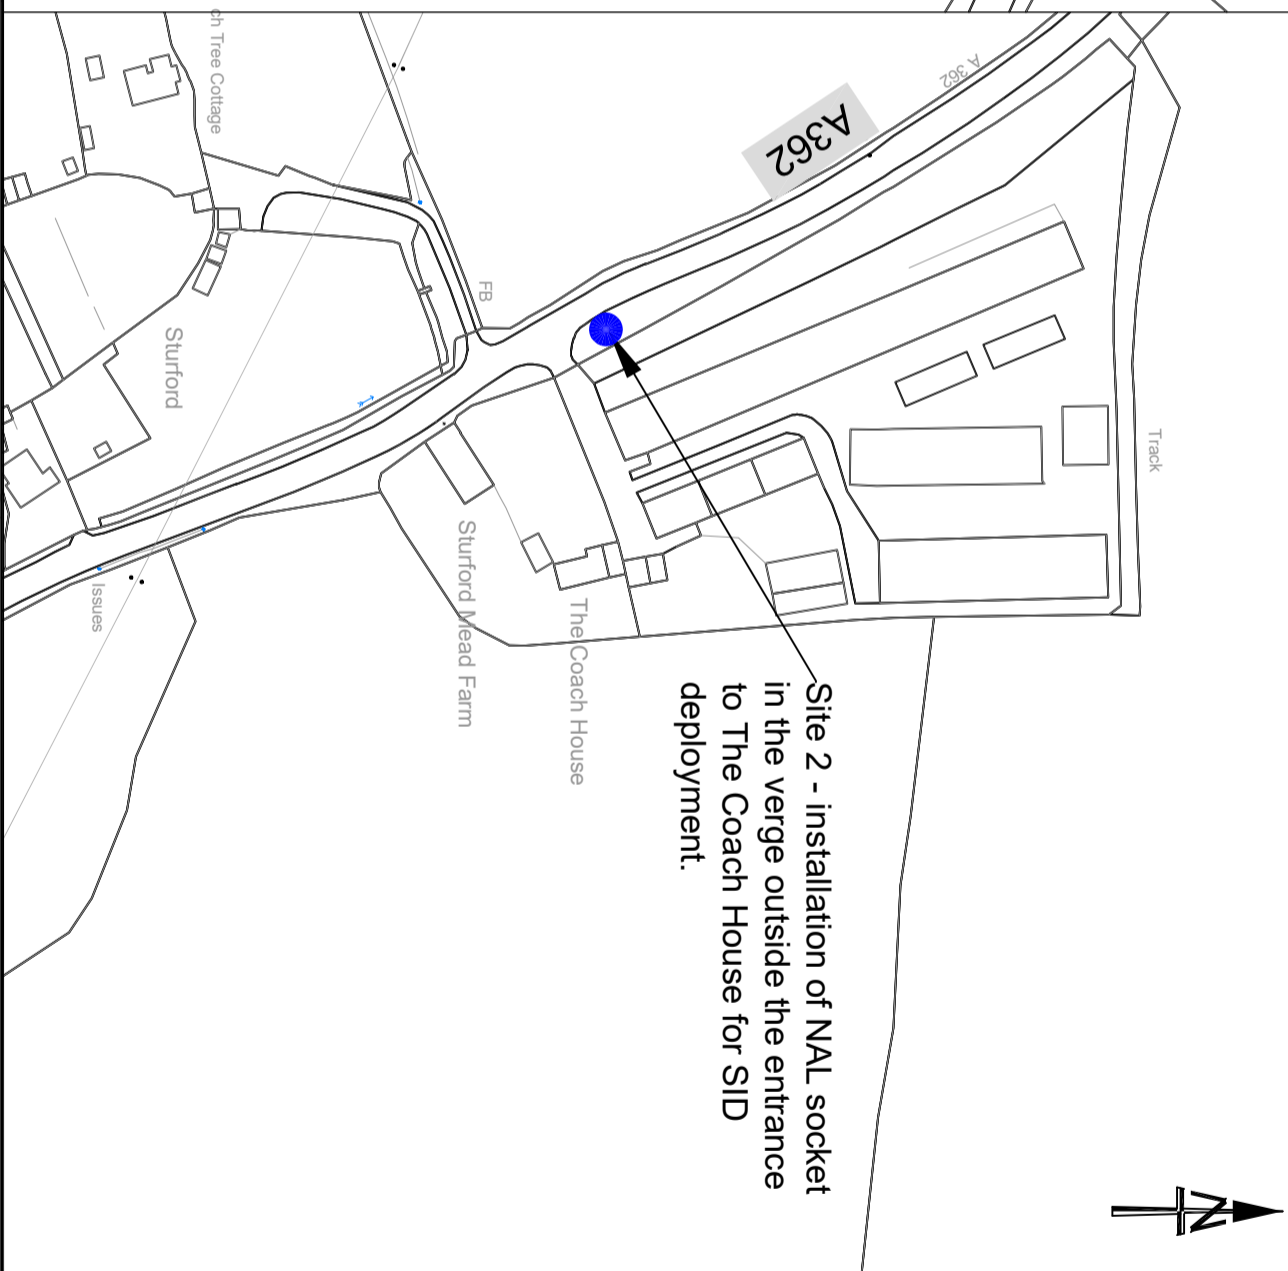 ch Tree Cottage
A 362
A362
FB
Sturford
Track
Issues
Sturford Mead Farm
The Coach House
Site 2 - installation of NAL socket
in the verge outside the entrance
to The Coach House for SID
deployment.
N